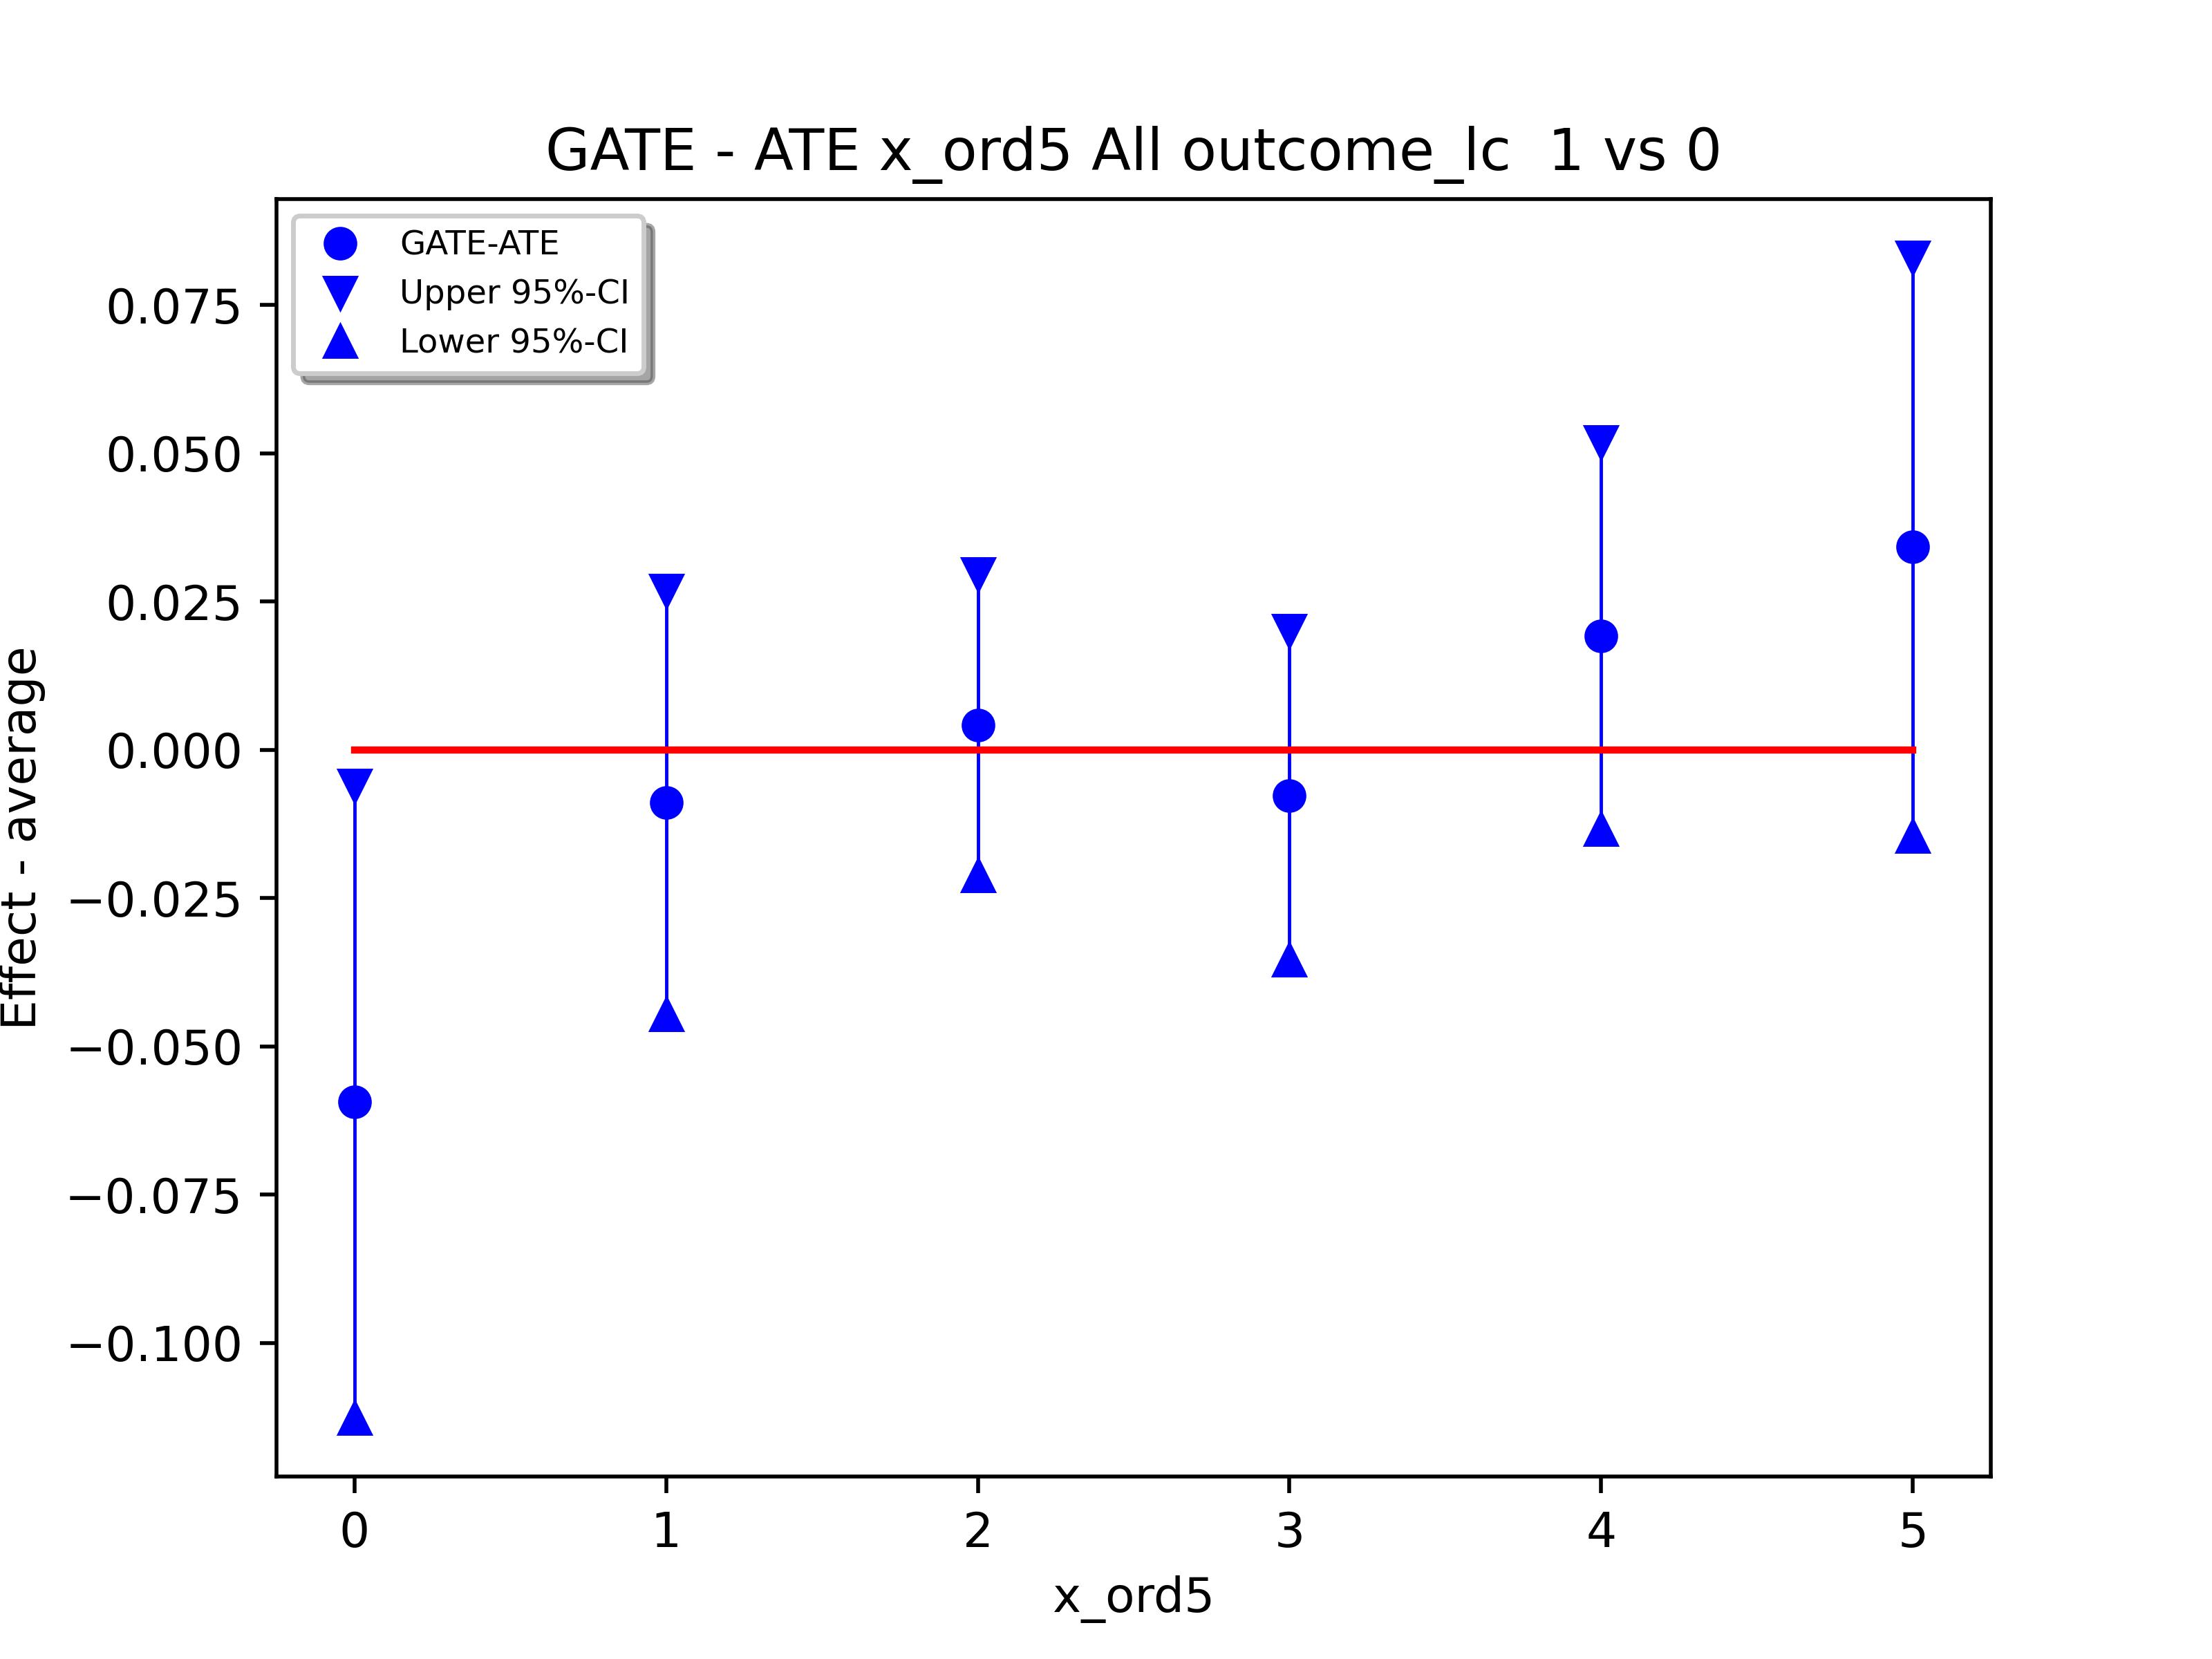 GATE - ATE x_ord5 All outcome_lc  1 vs 0
GATE-ATE
Upper 95%-CI
Lower 95%-CI
Effect - average
0.075
0.050
0.025
0.000
−0.025
−0.050
−0.075
−0.100
0 1 2 3 4 5
x_ord5